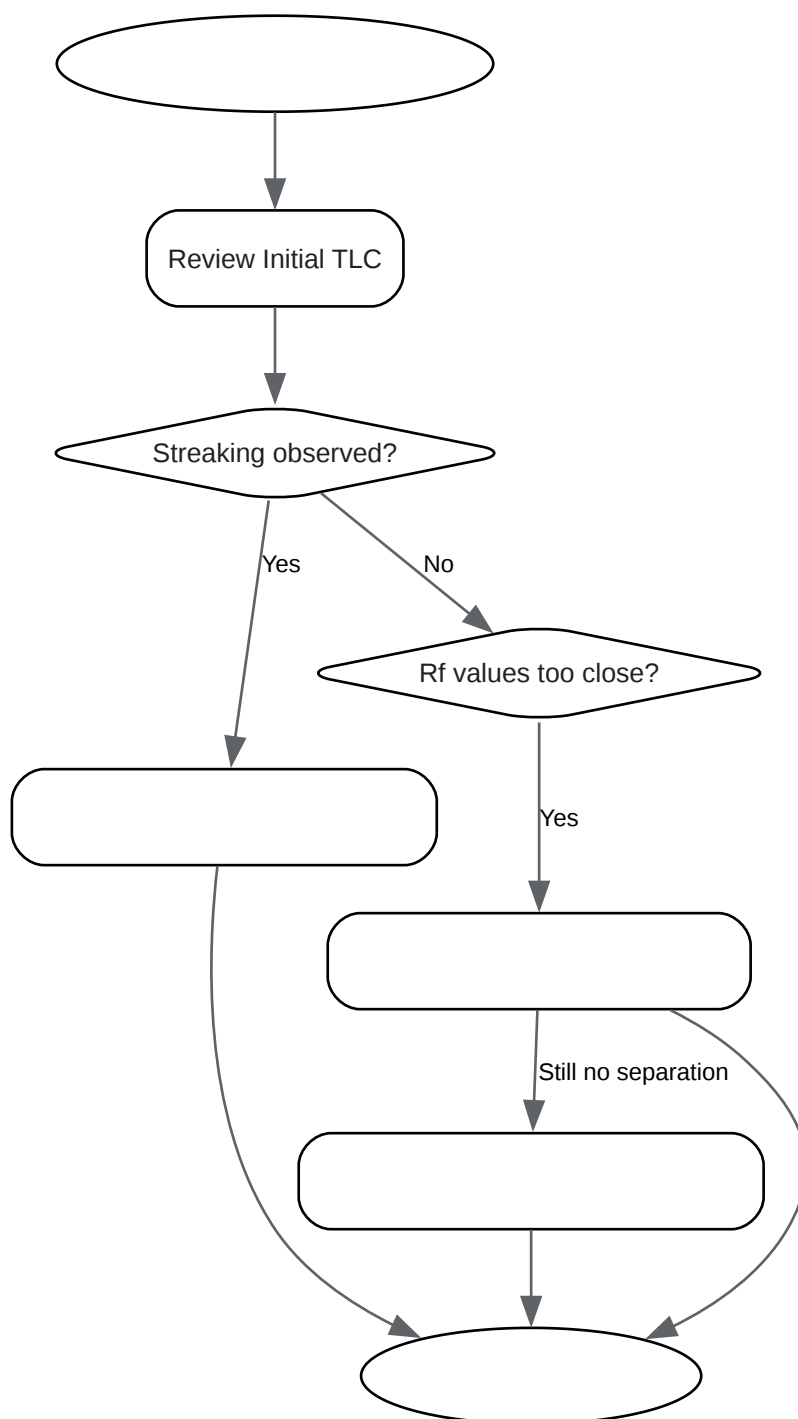 Review Initial TLC
Streaking observed?
Yes
No
Rf values too close?
Yes
Still no separation